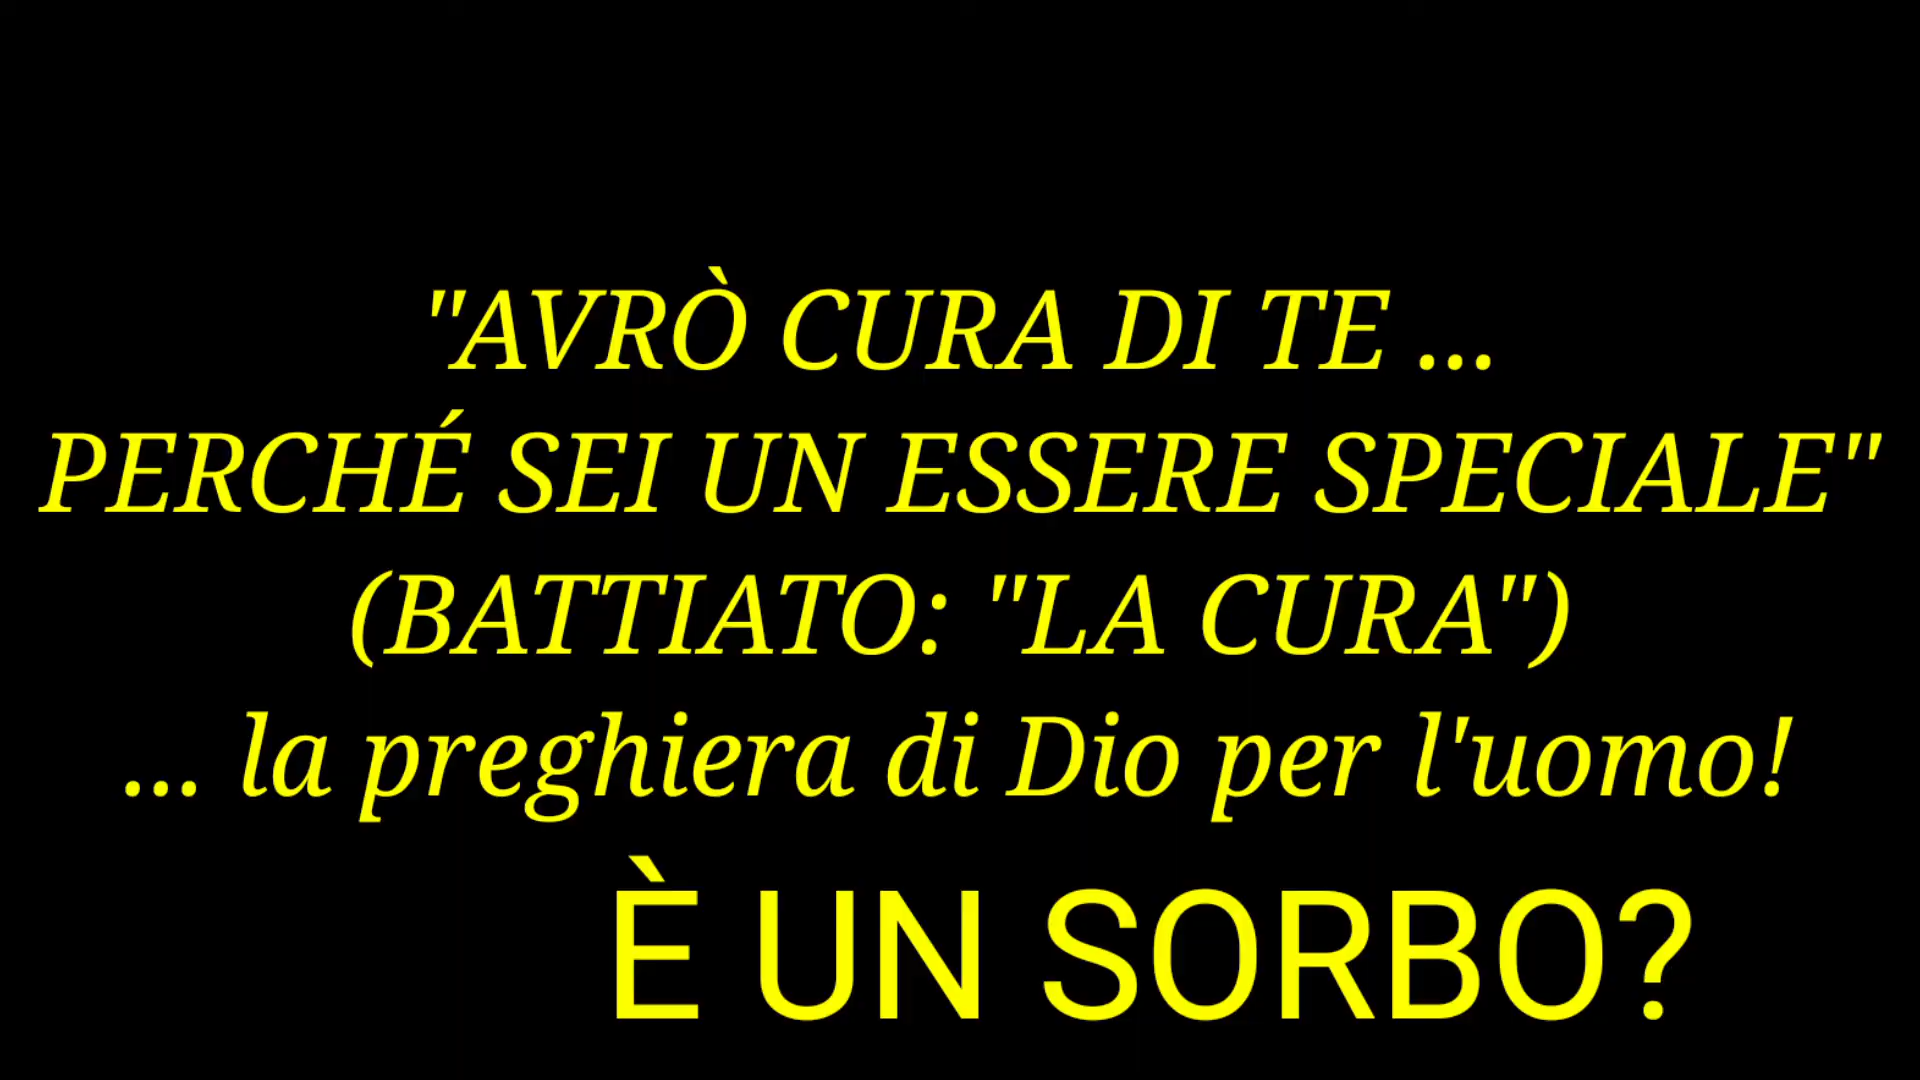 "AVRÒ CURA DI TE ...
PERCHÉ SEI UN ESSERE SPECIALE"
(BATTIATO: "LA CURA")
... la preghiera di Dio per l'uomo!
È UN SORBO?